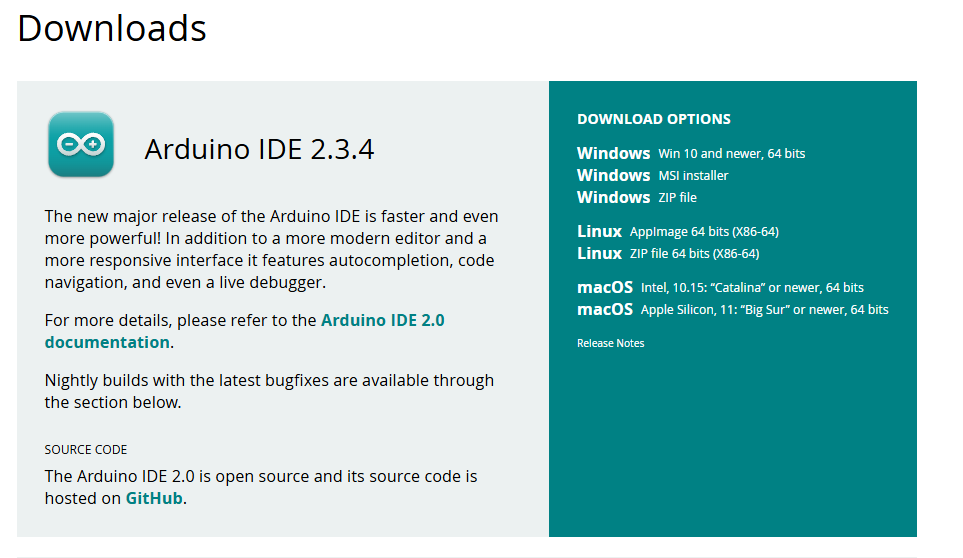 Downloads
Arduino IDE 2.3.4
The new major release of the Arduino IDE is faster and even
more powerful! In addition to a more modern editor and a
more responsive interface it features autocompletion, code
navigation, and even a live debugger.
For more details, please refer to the Arduino IDE 2.0
documentation.
Nightly builds with the latest bugfixes are available through
the section below.
SOURCE CODE
The Arduino IDE 2.0 is open source and its source code is
hosted on GitHub.
DOWNLOAD OPTIONS
Windows Win 10 and newer, 64 bits
Windows MSI installer
Windows ZIP file
Linux AppImage 64 bits (X86-64)
Linux ZIP file 64 bits (X86-64)
macOS Intel, 10.15: “Catalina” or newer, 64 bits
macOS Apple Silicon, 11: “Big Sur” or newer, 64 bits
Release Notes